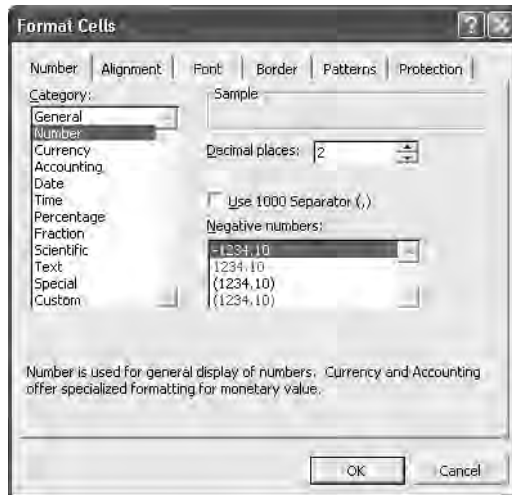 Format Cells
Number
Alignment
Font
Border
Patterns
Protection
Category:
General
Number
Currency
Accounting
Date
Time
Percentage
Fraction
Scientific
Text
Special
Custom
Sample
Decimal places: 2
Use 1000 Separator (,)
Negative numbers:
-1234.10
1234.10
(1234.10)
(1234.10)
Number is used for general display of numbers. Currency and Accounting
offer specialized formatting for monetary value.
OK
Cancel